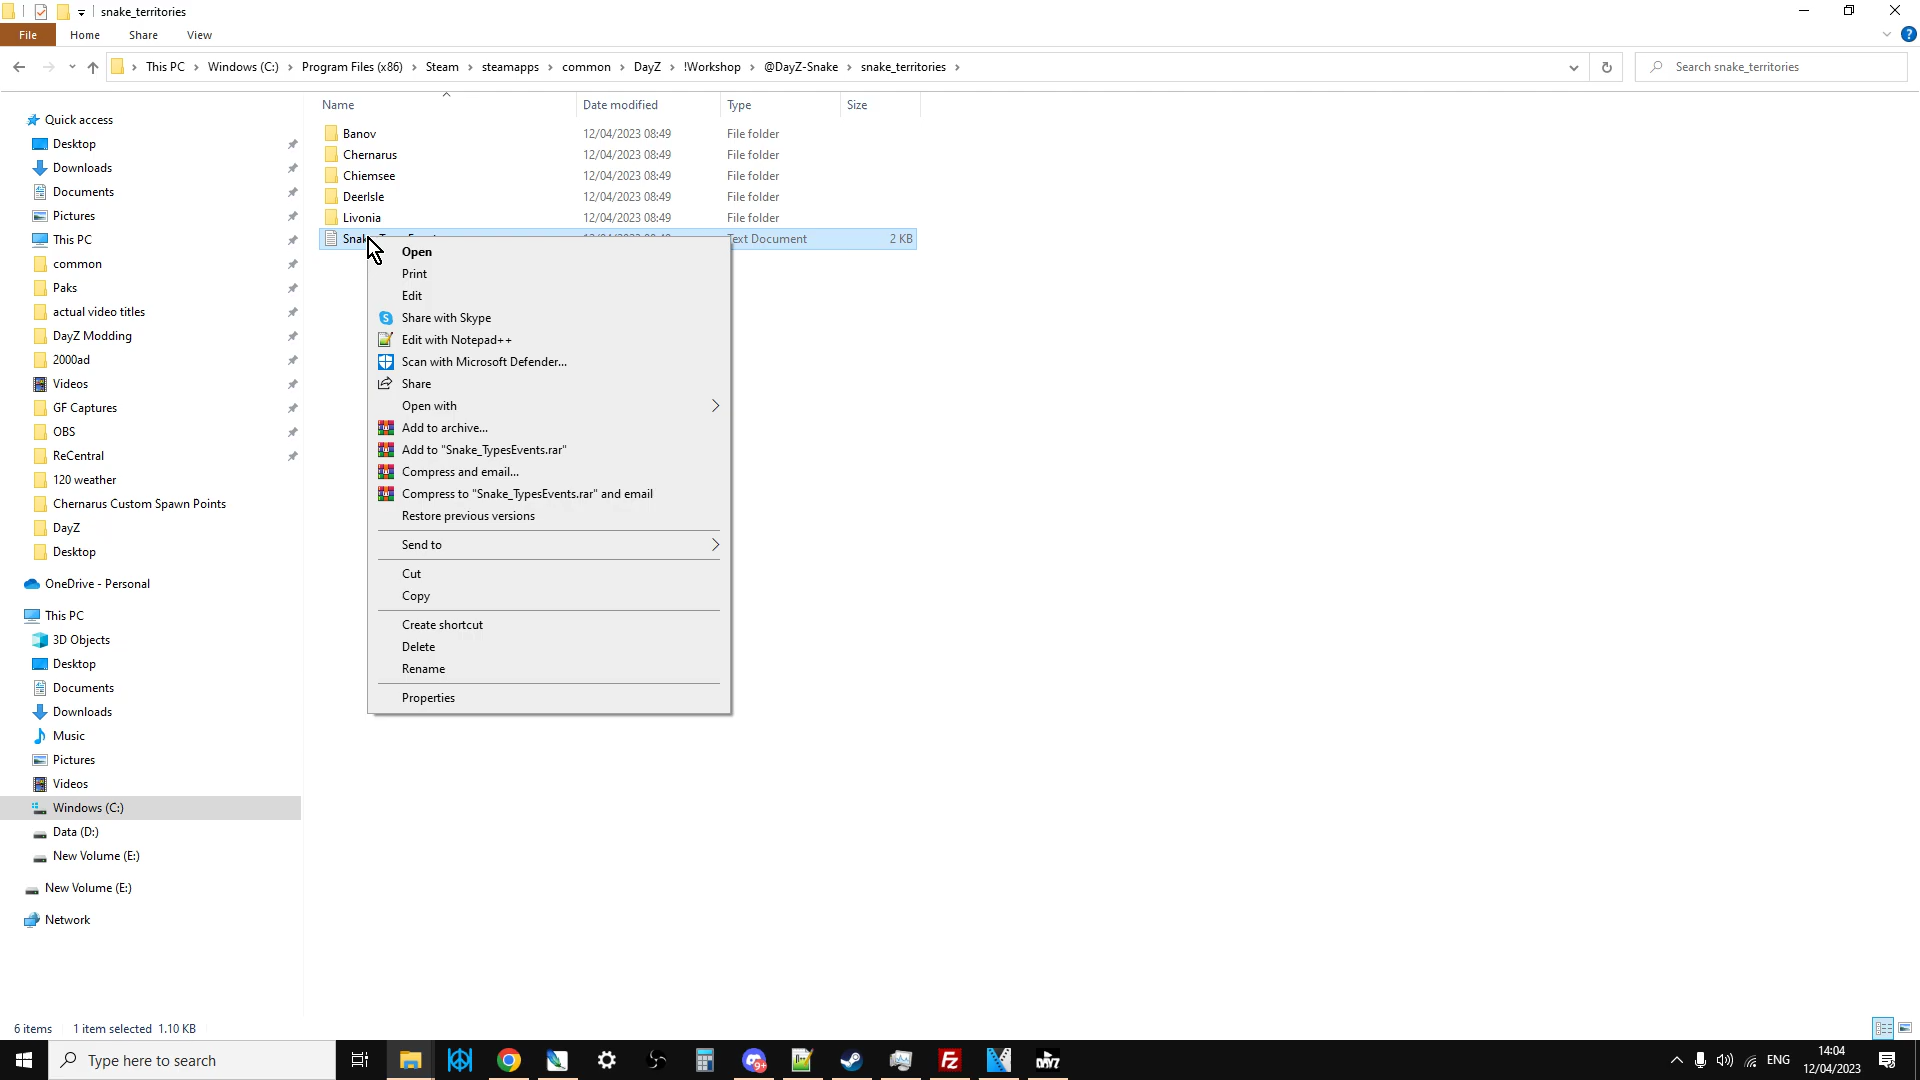 snake_territories
File Home Share View
This PC Windows (C:) Program Files (x86) Steam steamapps common DayZ !Workshop @DayZ-Snake snake_territories
Search snake_territories
Name Date modified Type Size
Quick access
Desktop
Downloads
Documents
Pictures
This PC
common
Paks
actual video titles
DayZ Modding
2000ad
Videos
GF Captures
OBS
ReCentral
120 weather
Chernarus Custom Spawn Points
DayZ
Desktop
OneDrive - Personal
This PC
3D Objects
Desktop
Documents
Downloads
Music
Pictures
Videos
Windows (C:)
Data (D:)
New Volume (E:)
New Volume (E:)
Network
Banov 12/04/2023 08:49 File folder
Chernarus 12/04/2023 08:49 File folder
Chiemsee 12/04/2023 08:49 File folder
DeerIsle 12/04/2023 08:49 File folder
Livonia 12/04/2023 08:49 File folder
Text Document 2 KB
Open
Print
Edit
Share with Skype
Edit with Notepad++
Scan with Microsoft Defender...
Share
Open with
Add to archive...
Add to "Snake_TypesEvents.rar"
Compress and email...
Compress to "Snake_TypesEvents.rar" and email
Restore previous versions
Send to
Cut
Copy
Create shortcut
Delete
Rename
Properties
6 items 1 item selected 1.10 KB
Type here to search
9+
DAYZ
ENG
14:04
12/04/2023